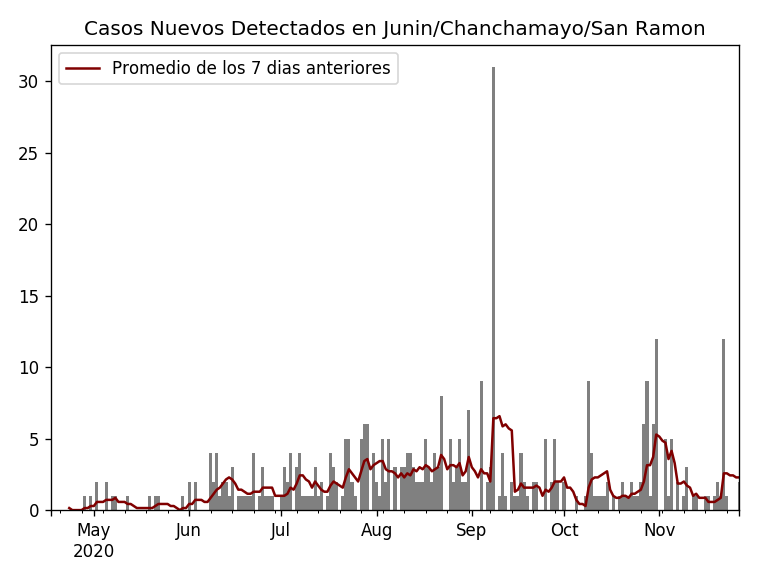 Casos Nuevos Detectados en Junin/Chanchamayo/San Ramon
Promedio de los 7 dias anteriores
30
25
20
15
10
5
0
May Jun Jul Aug Sep Oct Nov
2020